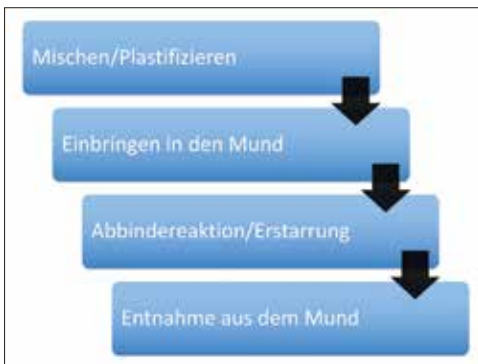 Mischen/Plastifizieren
Einbringen in den Mund
Abbindereaktion/Erstarrung
Entnahme aus dem Mund